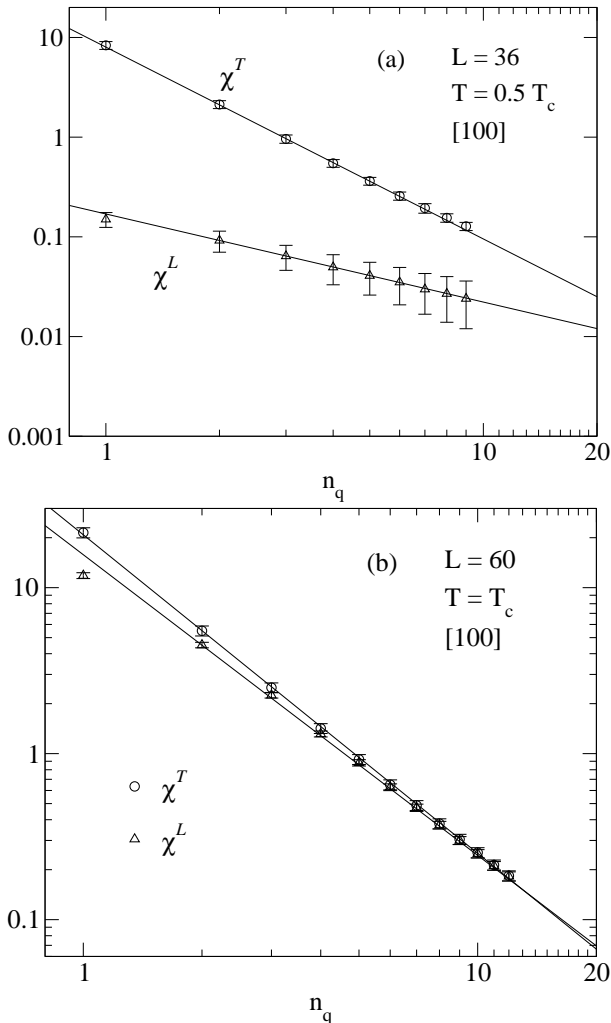 10
(a)
L = 36
χ^T
T = 0.5 T_c
[100]
1
0.1
χ^L
0.01
0.001
1
10
20
n_q
(b)
L = 60
T = T_c
[100]
10
1
χ^T
χ^L
0.1
1
10
20
n_q